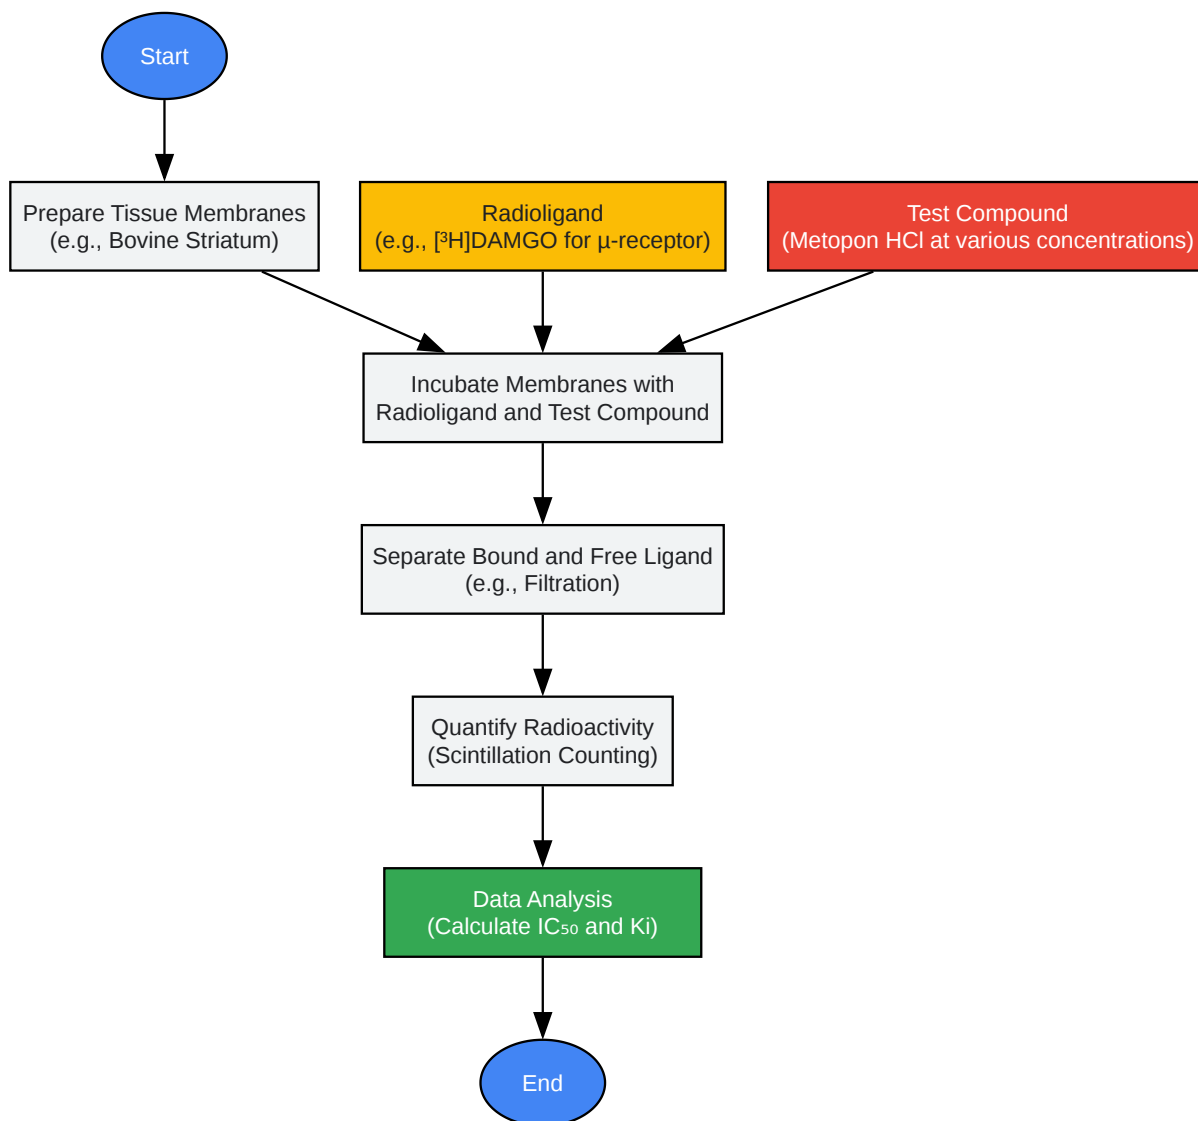 Start
Prepare Tissue Membranes
(e.g., Bovine Striatum)
Radioligand
(e.g., [³H]DAMGO for µ-receptor)
Test Compound
(Metopon HCl at various concentrations)
Incubate Membranes with
Radioligand and Test Compound
Separate Bound and Free Ligand
(e.g., Filtration)
Quantify Radioactivity
(Scintillation Counting)
Data Analysis
(Calculate IC₅₀ and Ki)
End